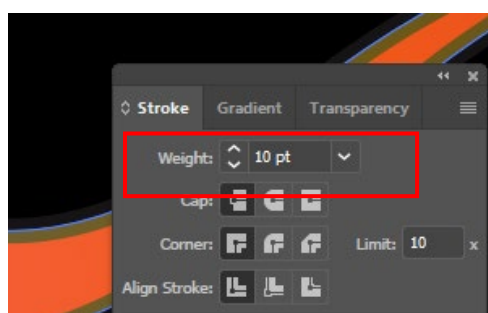 Stroke Gradient Transparency
Weight: 10 pt
Cap:
Corner: Limit: 10 x
Align Stroke: